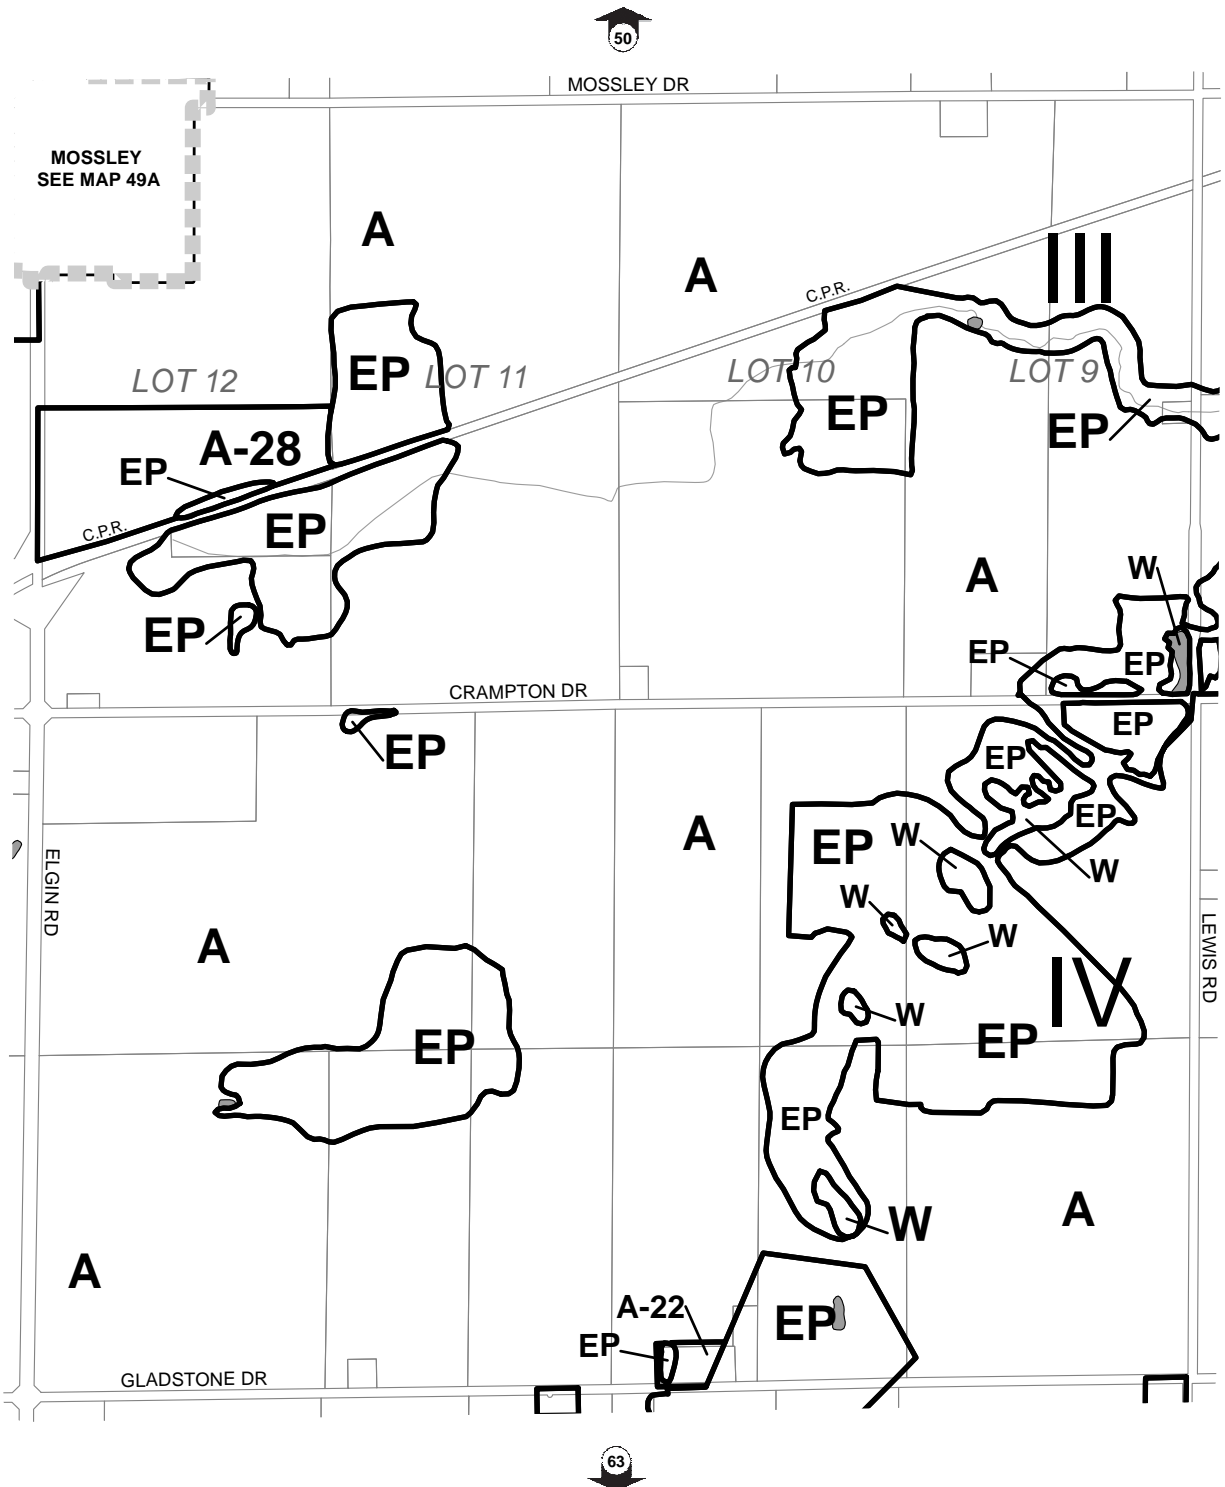 50
MOSSLEY DR
MOSSLEY
SEE MAP 49A
A
A
III
C.P.R.
EP
LOT 12
LOT 11
LOT 10
LOT 9
EP
EP
A-28
EP
C.P.R.
EP
A
W
EP
EP
EP
CRAMPTON DR
EP
EP
EP
EP
A
EP
W
W
ELGIN RD
W
A
W
LEWIS RD
IV
W
EP
EP
EP
A
W
A
A-22
EP
EP
GLADSTONE DR
63